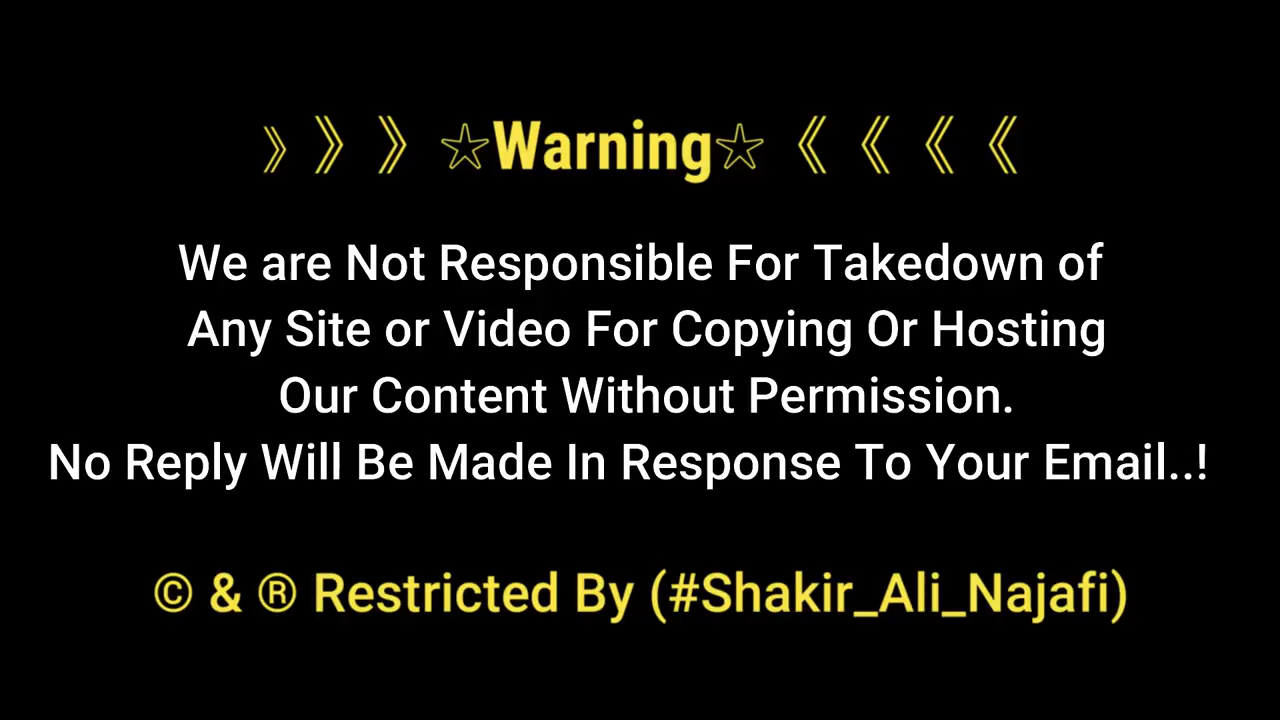 》 》 》 ☆Warning☆ 《 《 《 《
We are Not Responsible For Takedown of
Any Site or Video For Copying Or Hosting
Our Content Without Permission.
No Reply Will Be Made In Response To Your Email..!
© & ® Restricted By (#Shakir_Ali_Najafi)